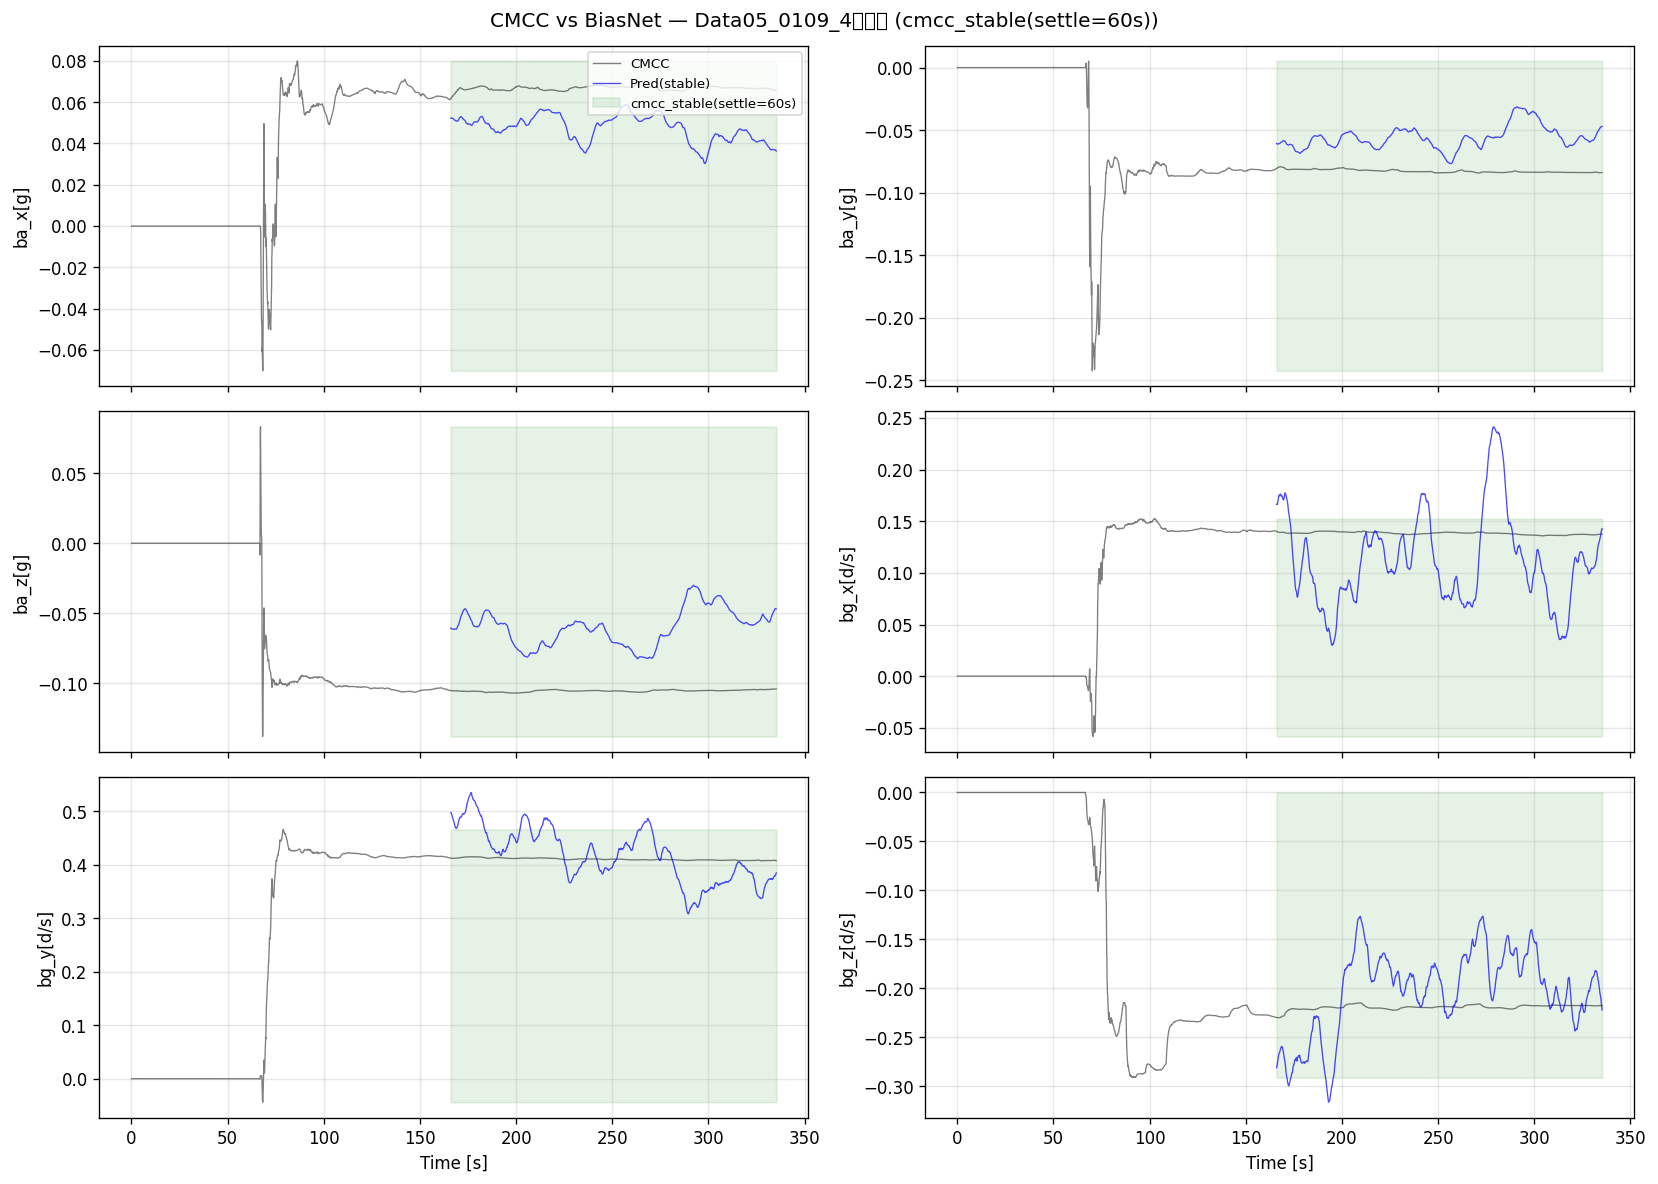 CMCC vs BiasNet — Data05_0109_4 (cmcc_stable(settle=60s))
CMCC
Pred(stable)
cmcc_stable(settle=60s)
ba_x[g]
0.08
0.06
0.04
0.02
0.00
−0.02
−0.04
−0.06
ba_y[g]
0.00
−0.05
−0.10
−0.15
−0.20
−0.25
ba_z[g]
0.05
0.00
−0.05
−0.10
bg_x[d/s]
0.25
0.20
0.15
0.10
0.05
0.00
−0.05
bg_y[d/s]
0.5
0.4
0.3
0.2
0.1
0.0
0 50 100 150 200 250 300 350
Time [s]
bg_z[d/s]
0.00
−0.05
−0.10
−0.15
−0.20
−0.25
−0.30
0 50 100 150 200 250 300 350
Time [s]